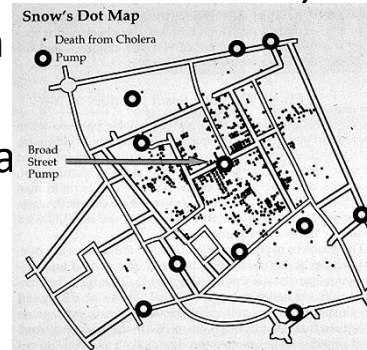 Snow's Dot Map
• Death from Cholera
Pump
Broad
Street
Pump